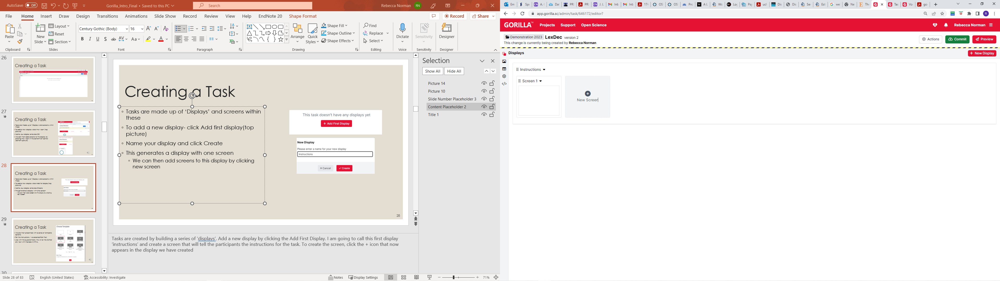 AutoSave Off
Gorilla_Intro_Final • Saved to this PC
Search
Rebecca Norman RN
File Home Insert Draw Design Transitions Animations Slide Show Record Review View Help EndNote 20 Shape Format
Record Share
Paste
New Slide
Layout
Reset
Section
Century Gothic (Body) 16
Shape Fill
Shape Outline
Shape Effects
Arrange Quick Styles
Find
Replace
Select
Dictate Sensitivity Designer
Clipboard Slides Font Paragraph Drawing Editing Voice Sensitivity Designer
26
Creating a Task
27
Creating a Task
28
Creating a Task
29
Creating a Task
Choose Template
30
Creating a Task
Tasks are made up of ‘Displays’ and screens within
these
To add a new display- click Add first display(top
picture)
Name your display and click Create
This generates a display with one screen
We can then add screens to this display by clicking
new screen
This task doesn't have any displays yet
+ Add First Display
New Display
Please enter a name for your new display
Instructions
Cancel Create
28
Tasks are created by building a series of ‘displays’. Add a new display by clicking the Add First Display. I am going to call this first display
‘instructions’ and create a screen that will tell the participants the instructions for the task. To create the screen, click the + icon that now
appears in the display we have created
Selection
Show All Hide All
Picture 14
Picture 10
Slide Number Placeholder 3
Content Placeholder 2
Title 1
Slide 28 of 83 English (United States) Accessibility: Investigate Notes Display Settings 71%
app.gorilla.sc/admin/task/646172/editor?
GORILLA Projects Support Open Science Rebecca Norman
Demonstration 2023 LexDec version 2
This change is currently being created by Rebecca Norman
Actions Commit Preview
Displays
+ New Display
Instructions
Screen 1
New Screen